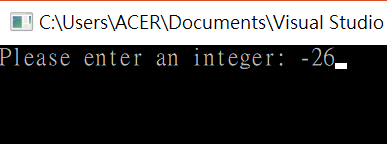 C:\Users\ACER\Documents\Visual Studio
Please enter an integer: -26